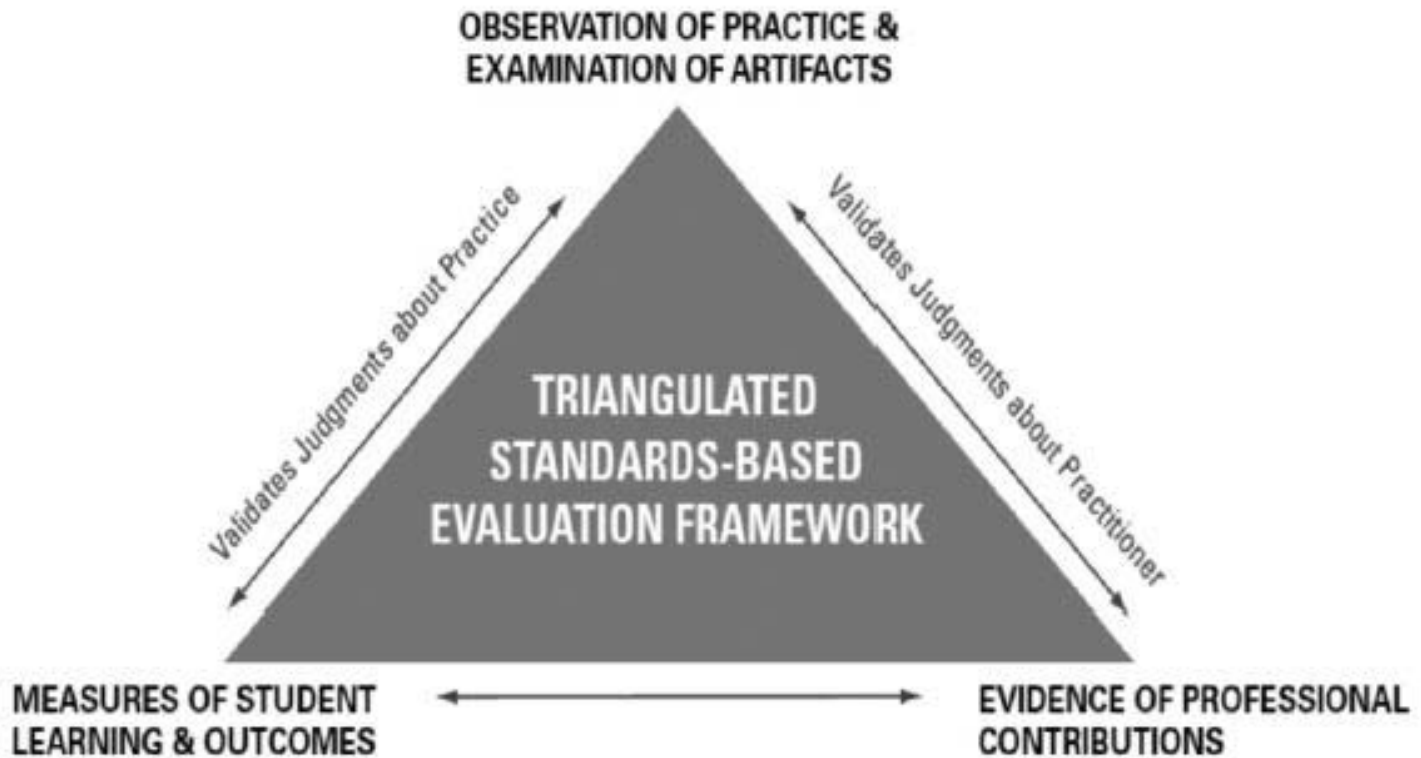 OBSERVATION OF PRACTICE &
EXAMINATION OF ARTIFACTS
Validates Judgments about Practice
Validates Judgments about Practitioner
TRIANGULATED
STANDARDS-BASED
EVALUATION FRAMEWORK
MEASURES OF STUDENT
LEARNING & OUTCOMES
EVIDENCE OF PROFESSIONAL
CONTRIBUTIONS